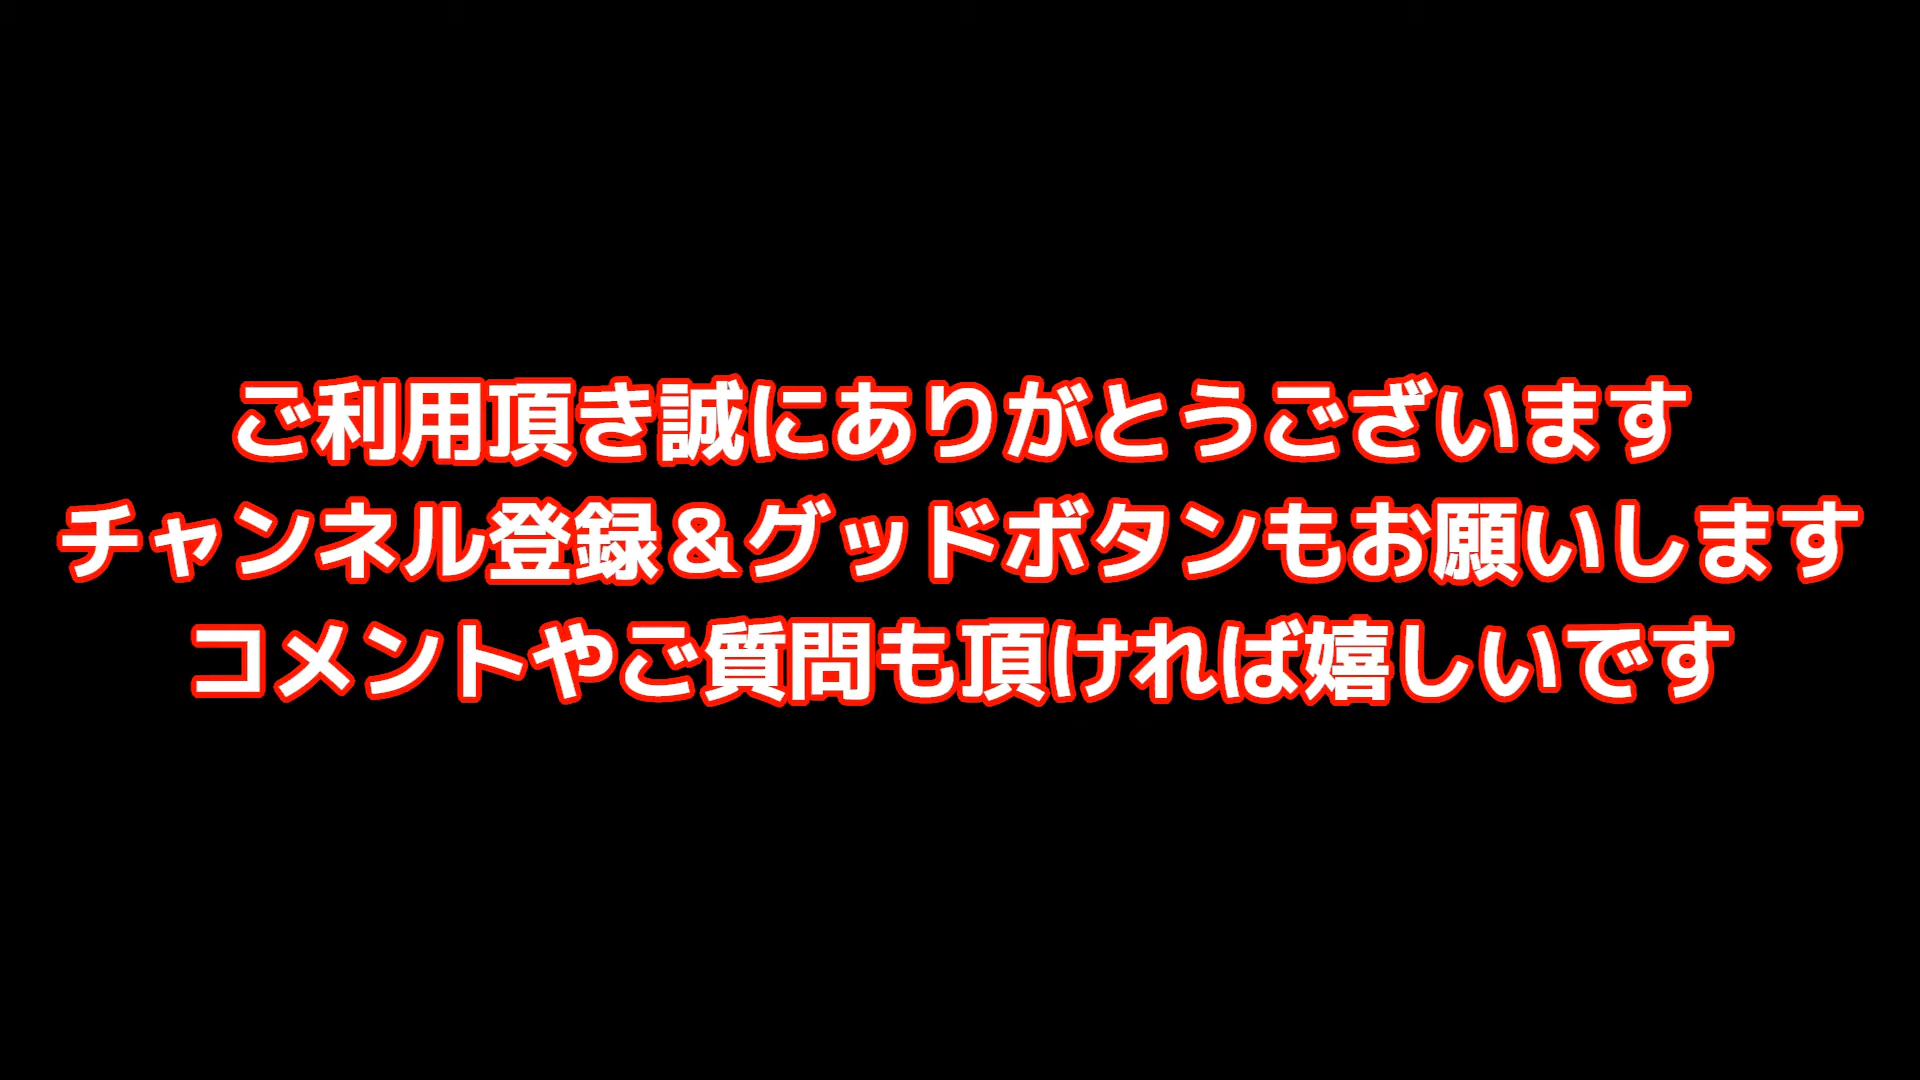 ご利用頂き誠にありがとうございます
チャンネル登録＆グッドボタンもお願いします
コメントやご質問も頂ければ嬉しいです